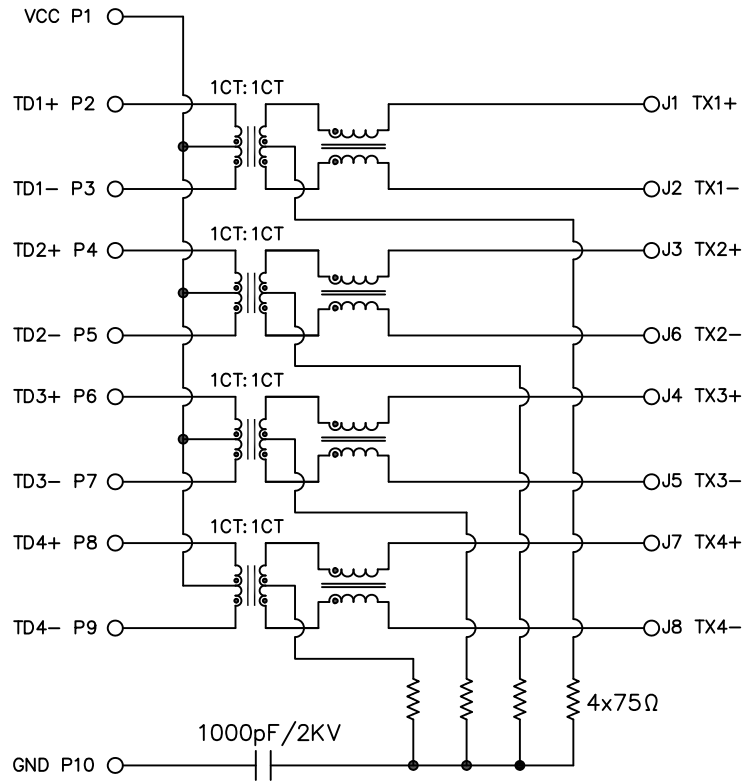 VCC P1
1CT:1CT
TD1+ P2
J1 TX1+
TD1- P3
J2 TX1-
1CT:1CT
TD2+ P4
J3 TX2+
TD2- P5
J6 TX2-
1CT:1CT
TD3+ P6
J4 TX3+
TD3- P7
J5 TX3-
1CT:1CT
TD4+ P8
J7 TX4+
TD4- P9
J8 TX4-
4x75Ω
1000pF/2KV
GND P10